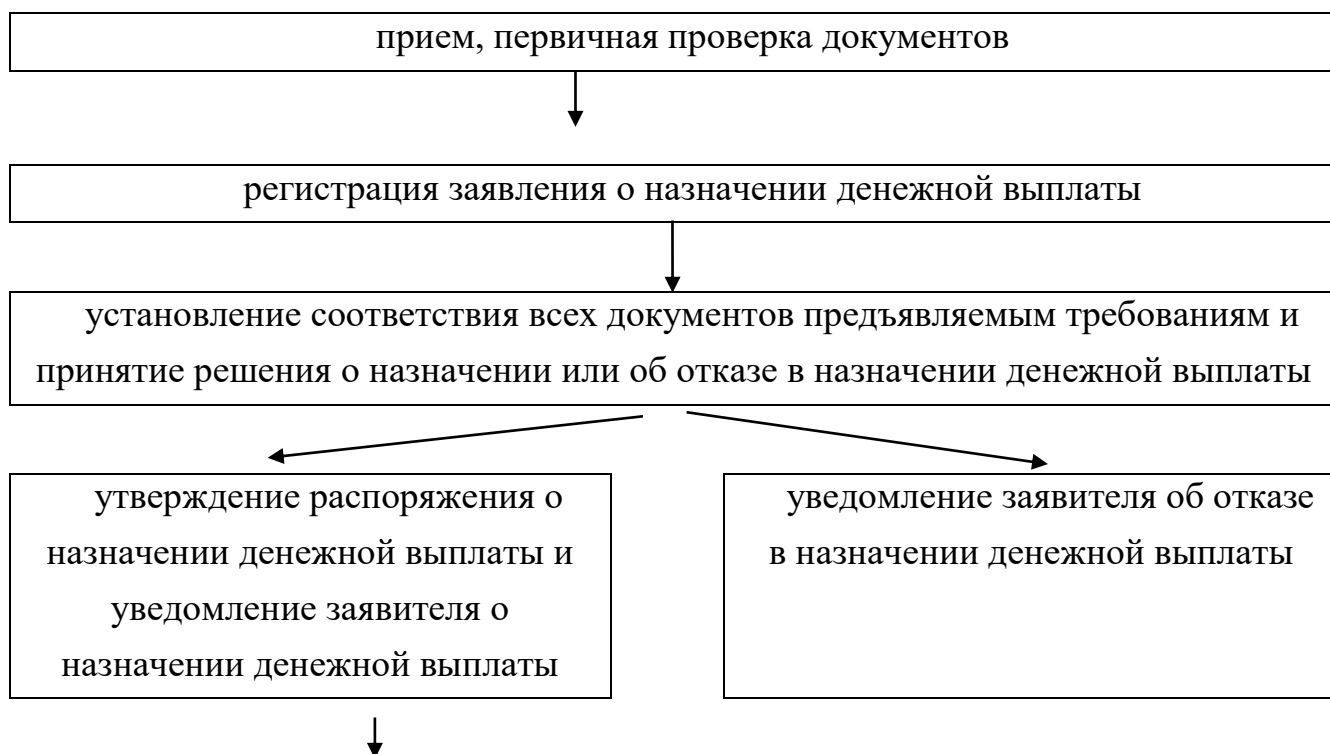 прием, первичная проверка документов
регистрация заявления о назначении денежной выплаты
установление соответствия всех документов предъявляемым требованиям и
принятие решения о назначении или об отказе в назначении денежной выплаты
утверждение распоряжения о
назначении денежной выплаты и
уведомление заявителя о
назначении денежной выплаты
уведомление заявителя об отказе
в назначении денежной выплаты